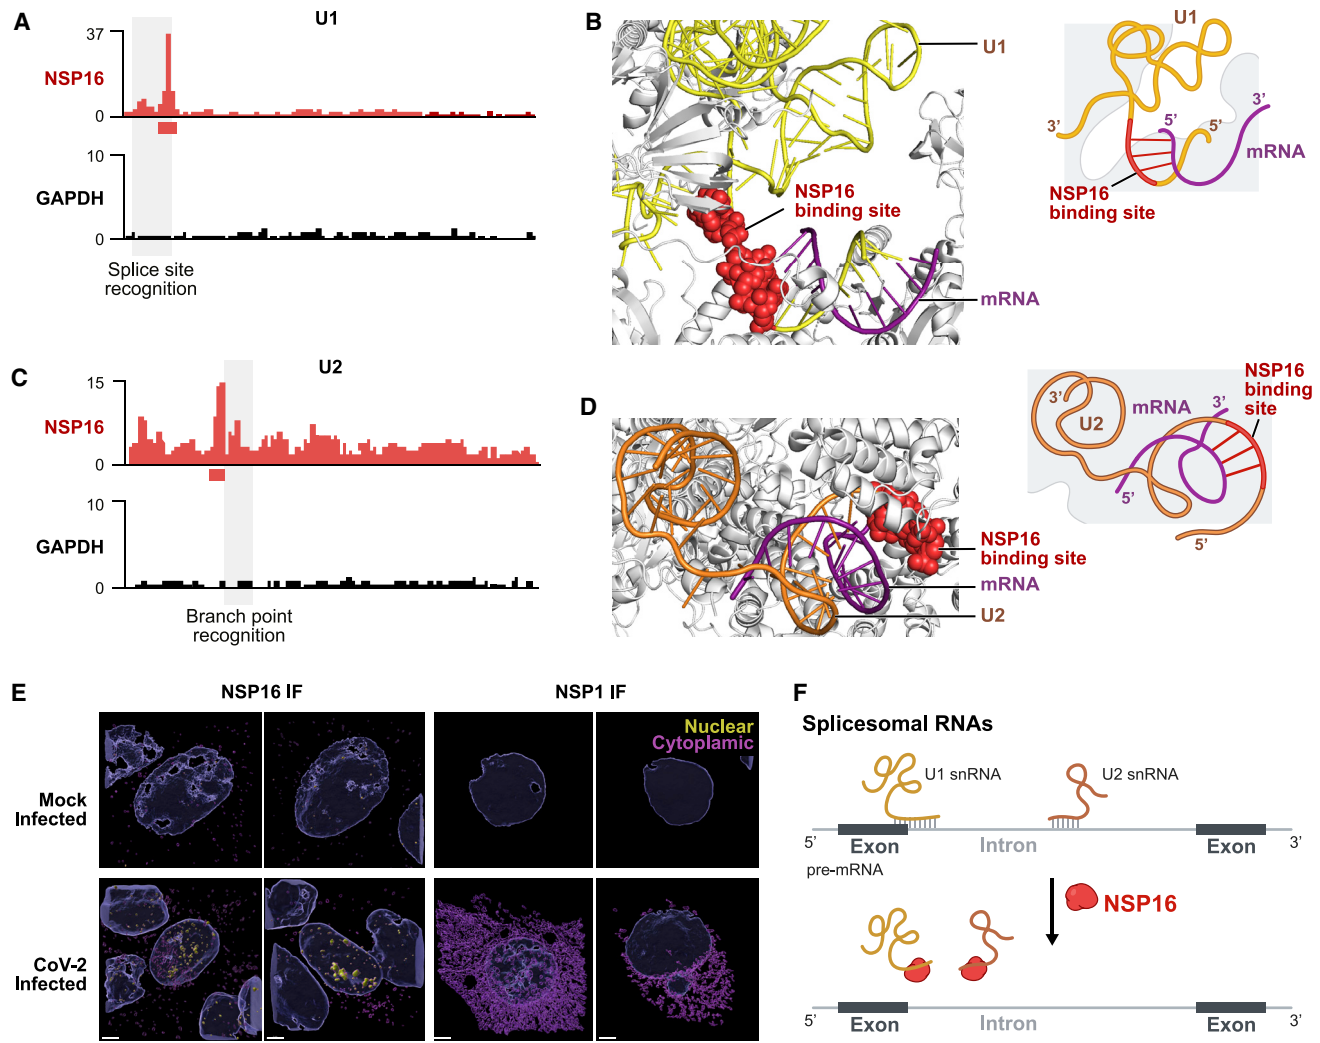 A
U1
37
NSP16
0
10
GAPDH
0
Splice site
recognition
B
U1
NSP16
binding site
mRNA
U1
3’
5’
5’
3’
mRNA
NSP16
binding site
C
U2
15
NSP16
0
10
GAPDH
0
Branch point
recognition
D
NSP16
binding site
mRNA
U2
NSP16
binding
site
3’
mRNA
3’
U2
5’
5’
E
NSP16 IF
NSP1 IF
Nuclear
Cytoplamic
Mock
Infected
CoV-2
Infected
F
Splicesomal RNAs
U1 snRNA
U2 snRNA
5’
Exon
Intron
Exon
3’
pre-mRNA
NSP16
5’
Exon
Intron
Exon
3’